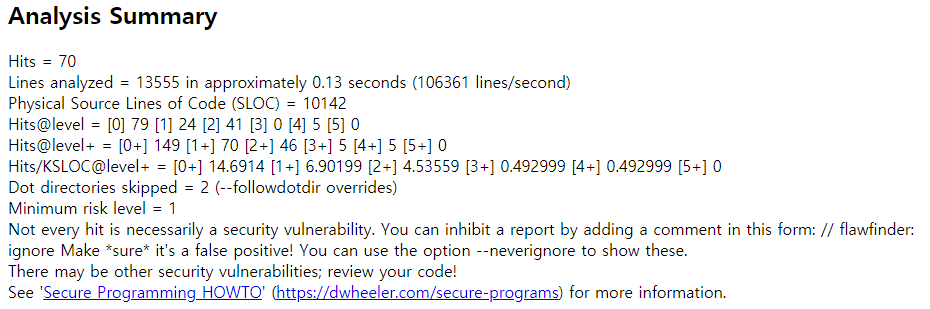 Analysis Summary
Hits = 70
Lines analyzed = 13555 in approximately 0.13 seconds (106361 lines/second)
Physical Source Lines of Code (SLOC) = 10142
Hits@level = [0] 79 [1] 24 [2] 41 [3] 0 [4] 5 [5] 0
Hits@level+ = [0+] 149 [1+] 70 [2+] 46 [3+] 5 [4+] 5 [5+] 0
Hits/KSLOC@level+ = [0+] 14.6914 [1+] 6.90199 [2+] 4.53559 [3+] 0.492999 [4+] 0.492999 [5+] 0
Dot directories skipped = 2 (--followdotdir overrides)
Minimum risk level = 1
Not every hit is necessarily a security vulnerability. You can inhibit a report by adding a comment in this form: // flawfinder:
ignore Make *sure* it's a false positive! You can use the option --neverignore to show these.
There may be other security vulnerabilities; review your code!
See 'Secure Programming HOWTO' (https://dwheeler.com/secure-programs) for more information.